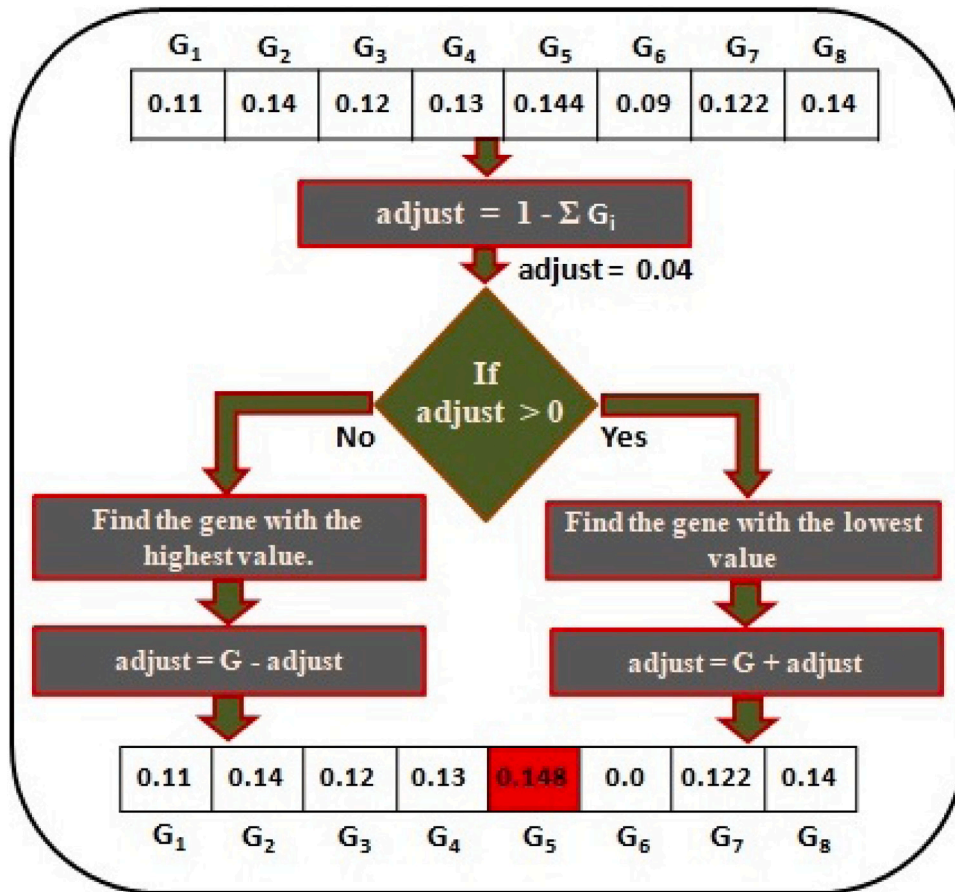 G₁ G₂ G₃ G₄ G₅ G₆ G₇ G₈
0.11 0.14 0.12 0.13 0.144 0.09 0.122 0.14
adjust = 1 - Σ Gᵢ
adjust = 0.04
If
adjust > 0
No
Yes
Find the gene with the
highest value.
Find the gene with the lowest
value
adjust = G - adjust
adjust = G + adjust
0.11 0.14 0.12 0.13 0.148 0.0 0.122 0.14
G₁ G₂ G₃ G₄ G₅ G₆ G₇ G₈